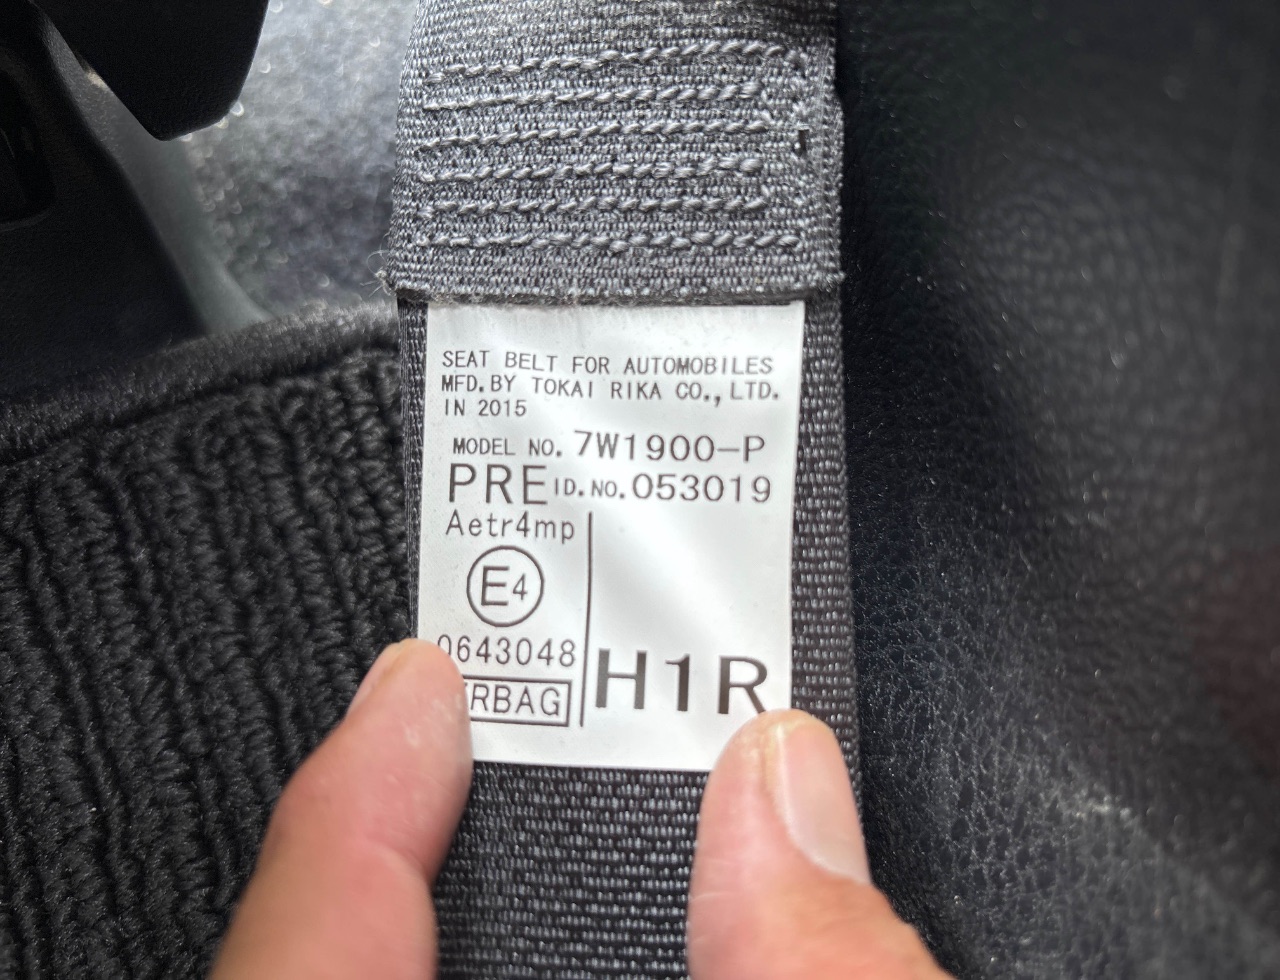 SEAT BELT FOR AUTOMOBILES
MFD. BY TOKAI RIKA CO., LTD.
IN 2015
MODEL NO. 7W1900-P
PRE ID. NO. 053019
Aetr4mp
E4
0643048
H1R